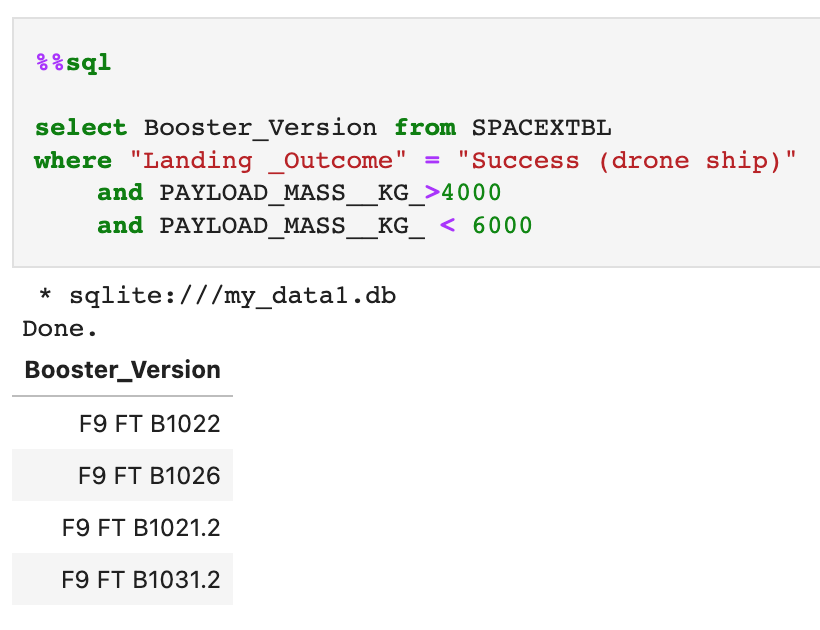 %%sql
select Booster_Version from SPACEXTBL
where "Landing _Outcome" = "Success (drone ship)"
and PAYLOAD_MASS__KG_>4000
and PAYLOAD_MASS__KG_ < 6000
* sqlite:///my_data1.db
Done.
Booster_Version
F9 FT B1022
F9 FT B1026
F9 FT B1021.2
F9 FT B1031.2